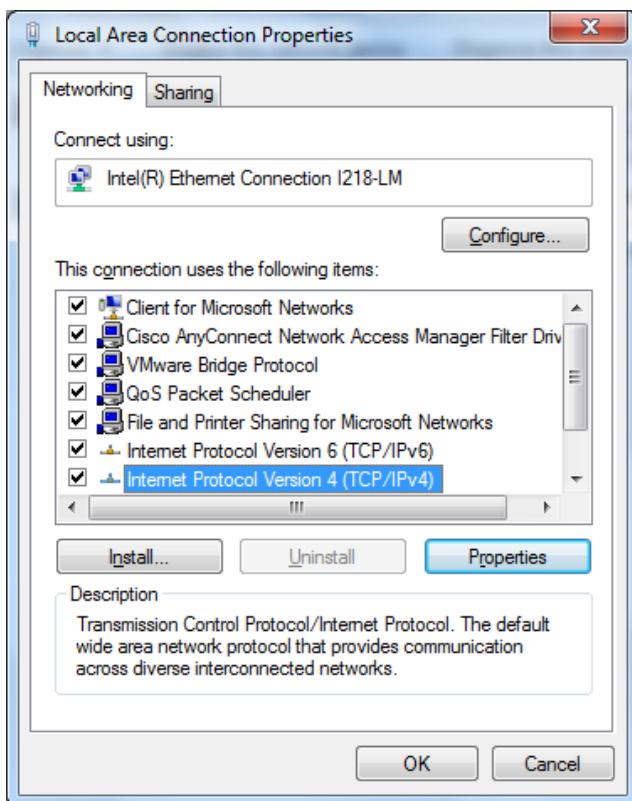 Local Area Connection Properties
Networking
Sharing
Connect using:
Intel(R) Ethernet Connection I218-LM
Configure...
This connection uses the following items:
Client for Microsoft Networks
Cisco AnyConnect Network Access Manager Filter Driv
VMware Bridge Protocol
QoS Packet Scheduler
File and Printer Sharing for Microsoft Networks
Internet Protocol Version 6 (TCP/IPv6)
Internet Protocol Version 4 (TCP/IPv4)
Install...
Uninstall
Properties
Description
Transmission Control Protocol/Internet Protocol. The default
wide area network protocol that provides communication
across diverse interconnected networks.
OK
Cancel